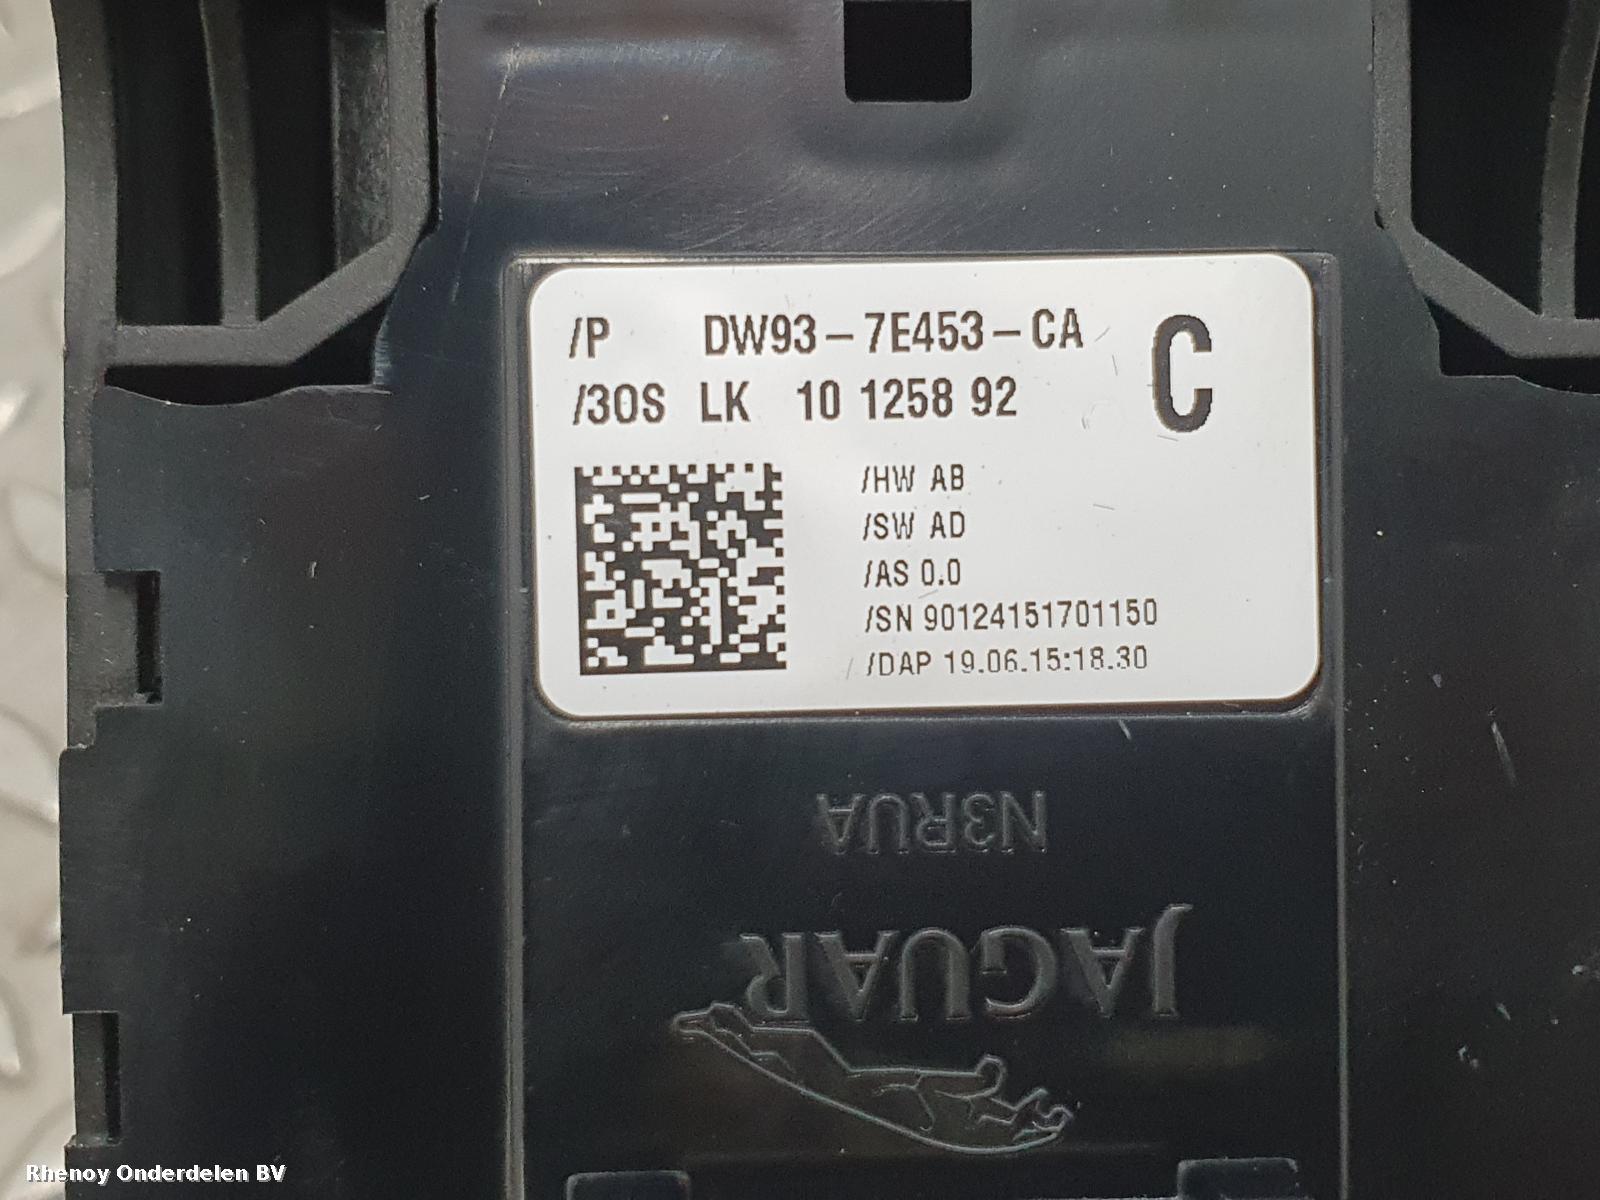 /P DW93-7E453-CA C
/30S LK 10 1258 92
/HW AB
/SW AD
/AS 0.0
/SN 90124151701150
/DAP 19.06.15:18.30
N3RUA
JAGUAR
Rhenoy Onderdelen BV